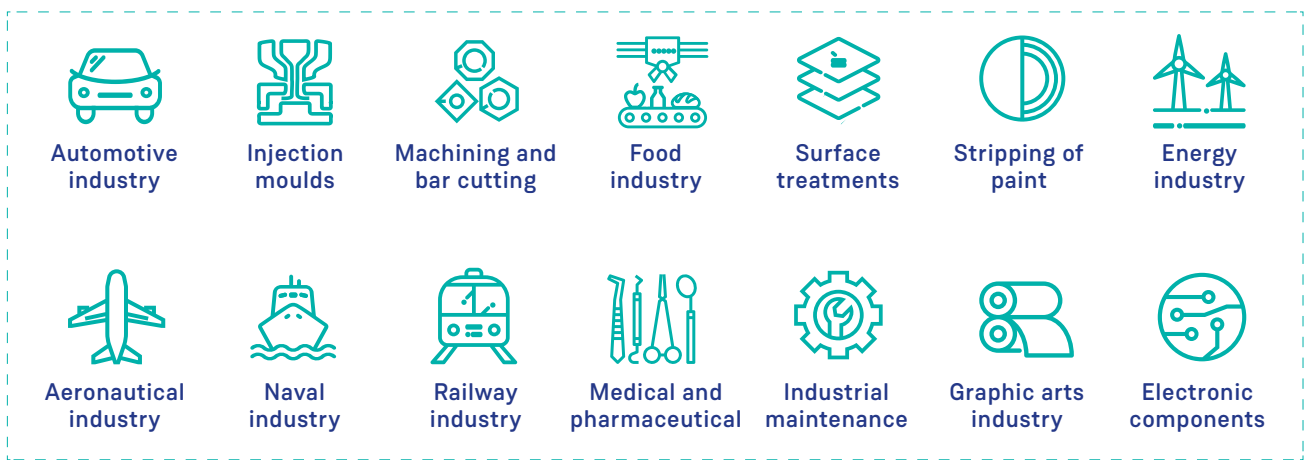 Automotive
industry
Injection
moulds
Machining and
bar cutting
Food
industry
Surface
treatments
Stripping of
paint
Energy
industry
Aeronautical
industry
Naval
industry
Railway
industry
Medical and
pharmaceutical
Industrial
maintenance
Graphic arts
industry
Electronic
components